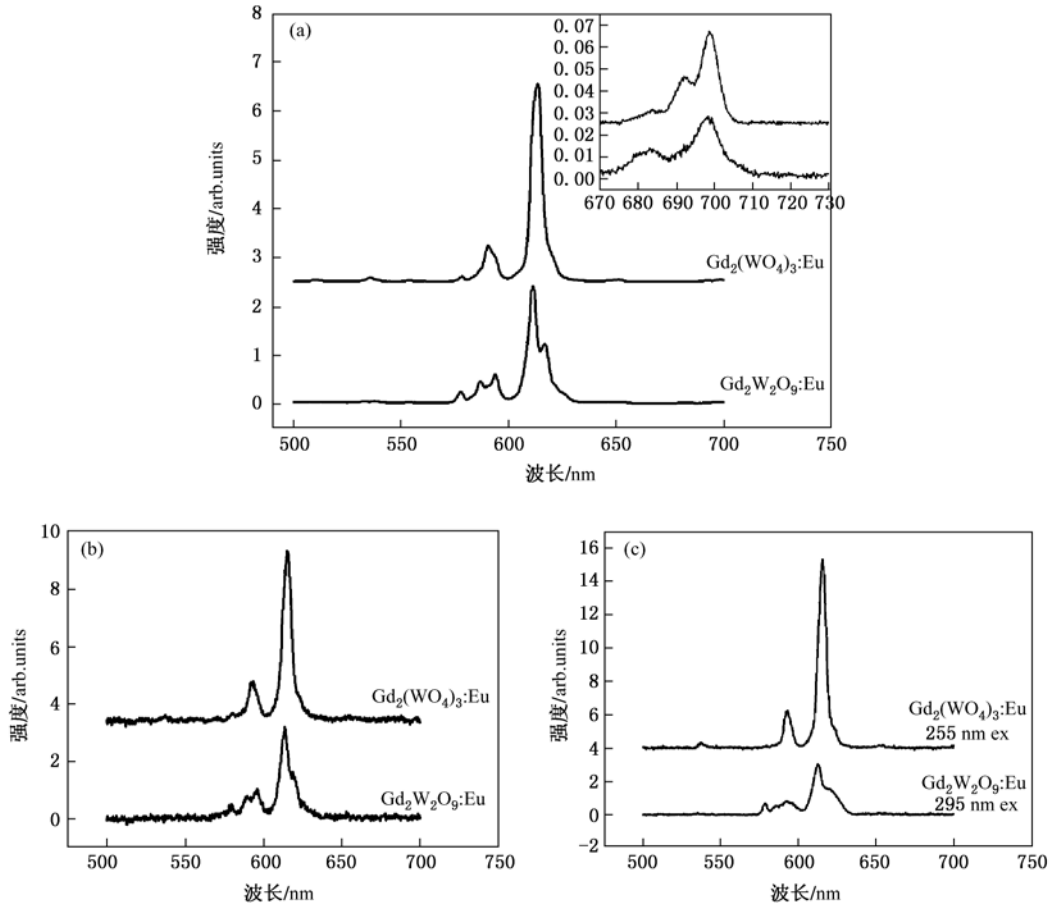 (a)
8
7
6
5
4
3
2
1
0
强度/arb.units
0.07
0.06
0.05
0.04
0.03
0.02
0.01
0.00
670 680 690 700 710 720 730
Gd₂(WO₄)₃:Eu
Gd₂W₂O₉:Eu
500 550 600 650 700 750
波长/nm
(b)
10
8
6
4
2
0
强度/arb.units
Gd₂(WO₄)₃:Eu
Gd₂W₂O₉:Eu
500 550 600 650 700 750
波长/nm
(c)
16
14
12
10
8
6
4
2
0
−2
强度/arb.units
Gd₂(WO₄)₃:Eu
255 nm ex
Gd₂W₂O₉:Eu
295 nm ex
500 550 600 650 700 750
波长/nm